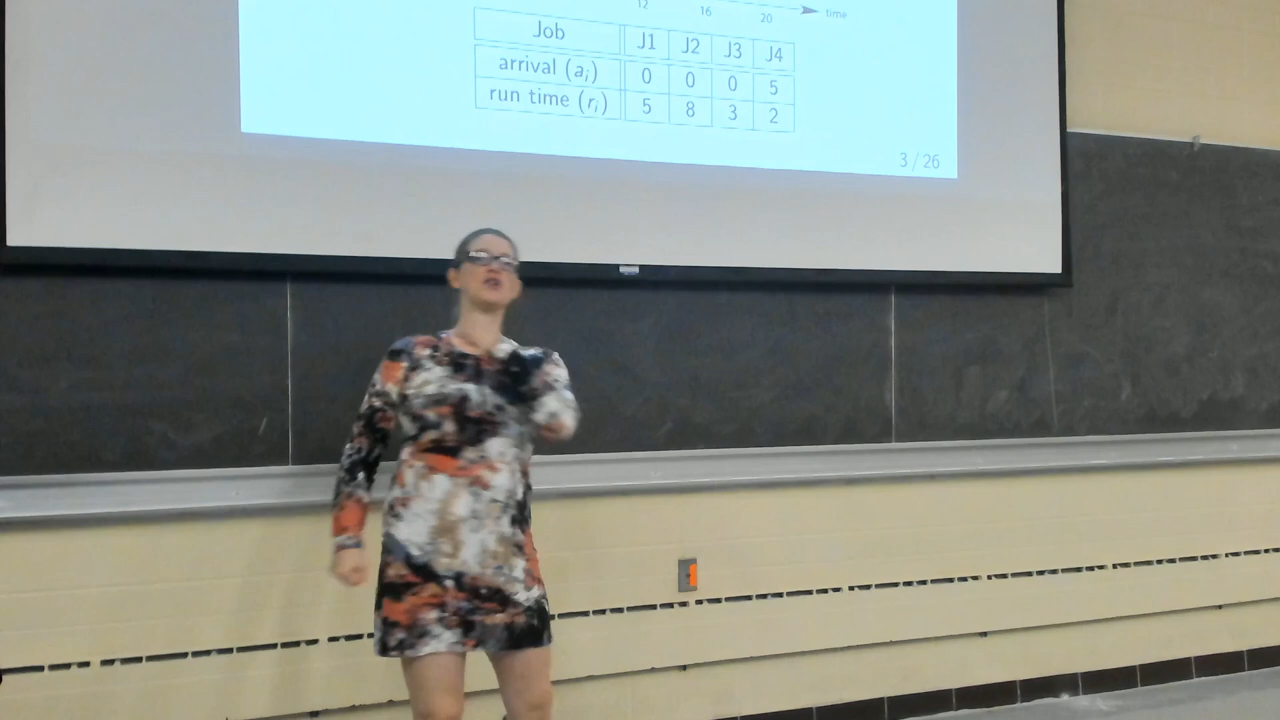 12 16 20 time
Job J1 J2 J3 J4
arrival (aᵢ) 0 0 0 5
run time (rᵢ) 5 8 3 2
3 / 26